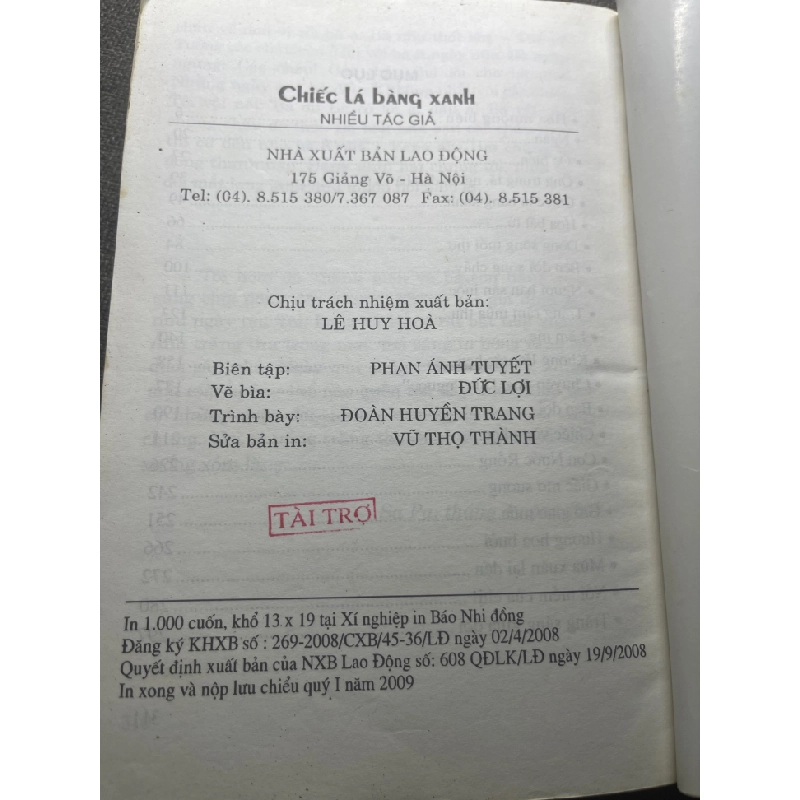 Chiếc lá bàng xanh
NHIỀU TÁC GIẢ
NHÀ XUẤT BẢN LAO DỘNG
175 Giảng Võ - Hà Nội
Tel: (04). 8.515 380/7.367 087 Fax: (04). 8.515 381
Chịu trách nhiệm xuất bản:
LÊ HUY HOÀ
Biên tập: PHAN ÁNH TUYẾT
Vẽ bìa: ĐỨC LỢI
Trình bày: ĐOÀN HUYỀN TRANG
Sửa bản in: VŨ THỌ THÀNH
TÀI TRỢ
In 1.000 cuốn, khổ 13 x 19 tại Xí nghiệp in Báo Nhi đồng
Đăng ký KHXB số : 269-2008/CXB/45-36/LĐ ngày 02/4/2008
Quyết định xuất bản của NXB Lao Động số: 608 QĐLK/LĐ ngày 19/9/2008
In xong và nộp lưu chiểu quý I năm 2009